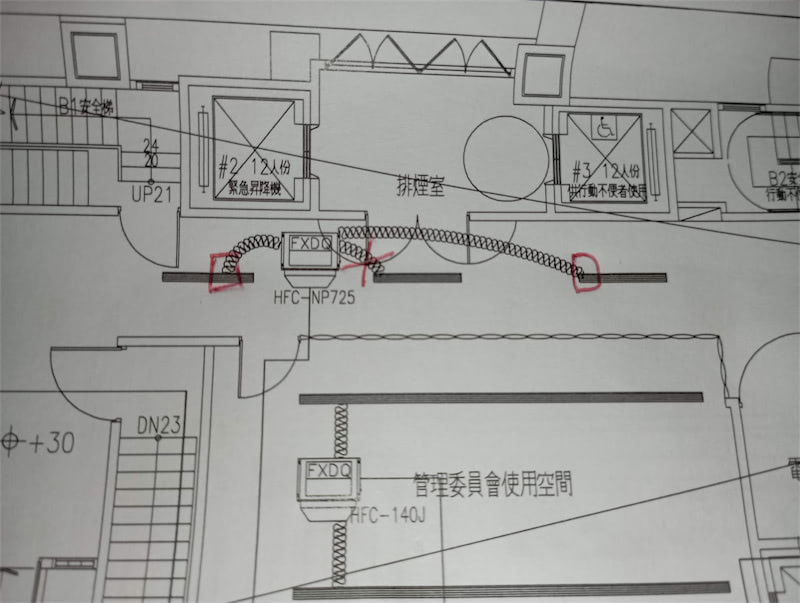 B1安全梯
24
20
UP21
#2 12人份
緊急昇降機
排煙室
#3 12人份
供行動不便者使用
B2安
行動不便
FXDQ
HFC-NP725
DN23
+30
FXDQ
管理委員會使用空間
HFC-140J
電